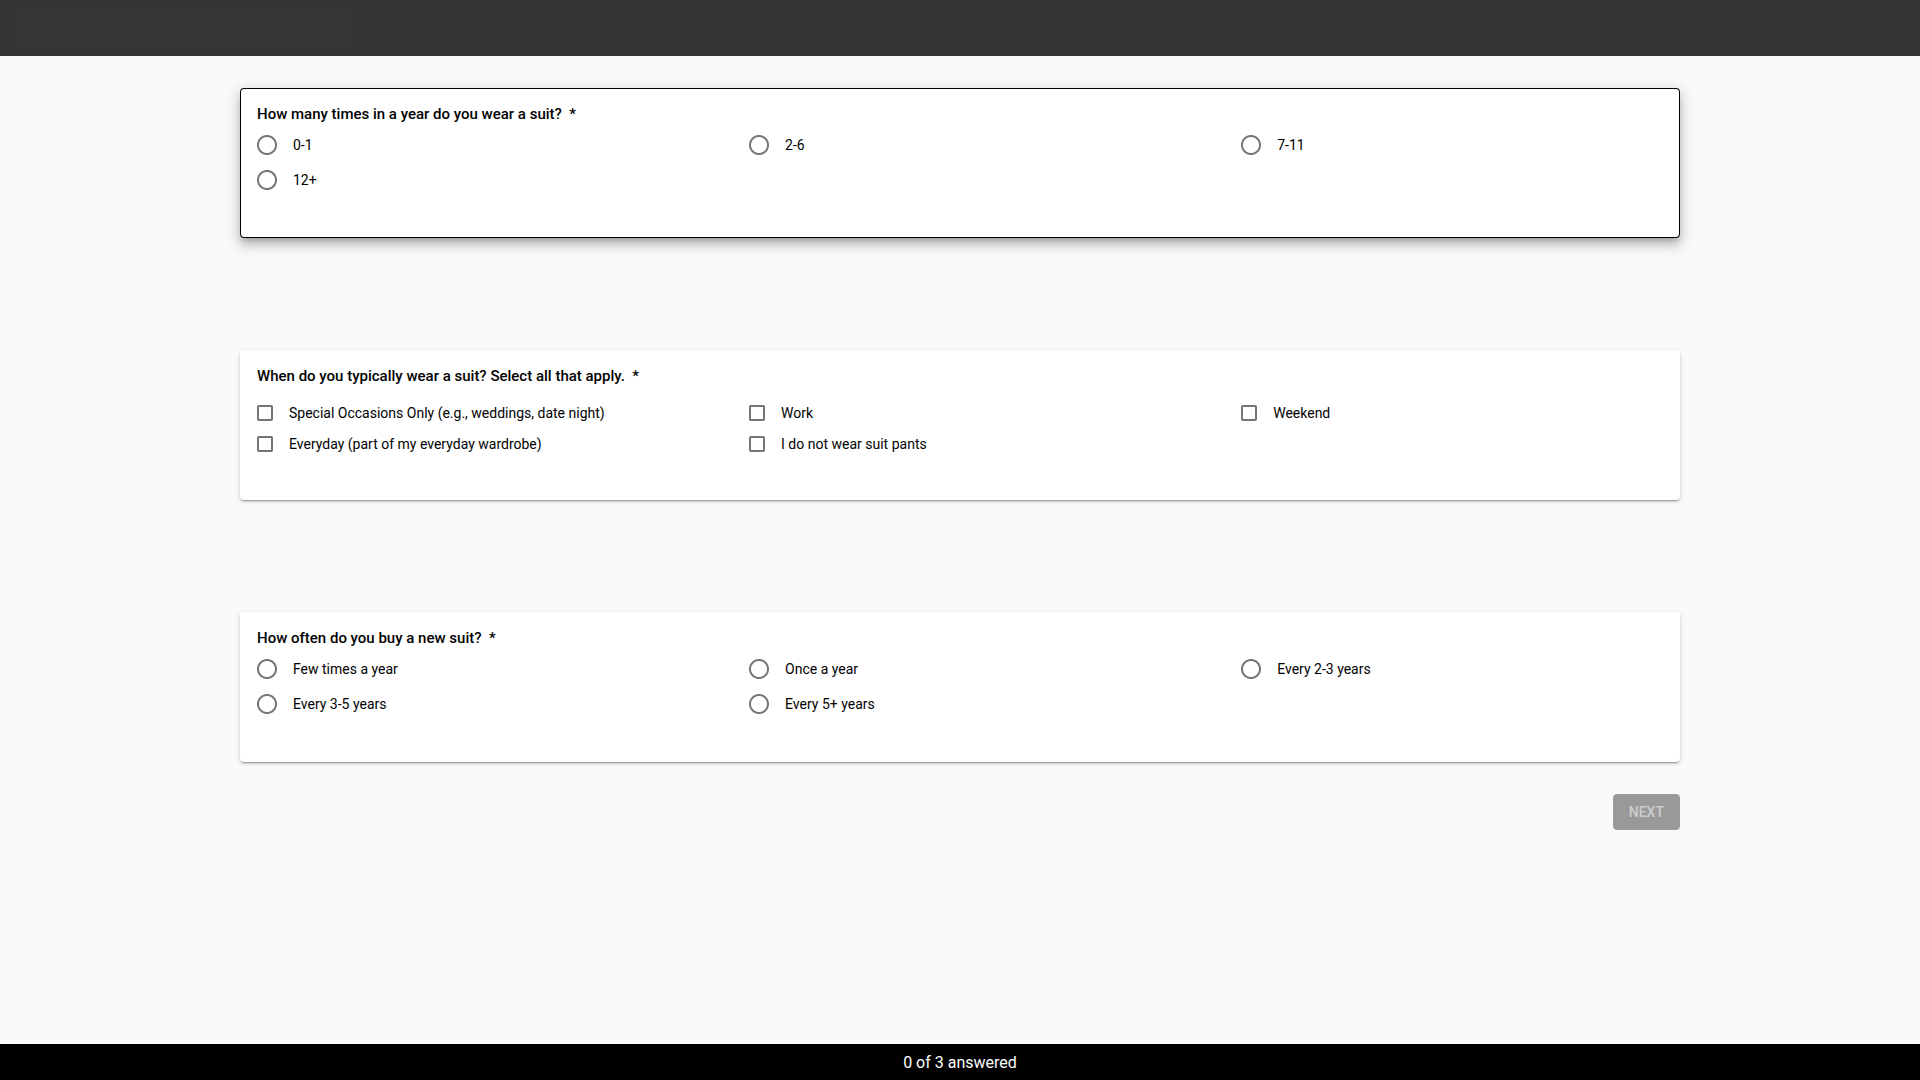 How many times in a year do you wear a suit? *
0-1
2-6
7-11
12+
When do you typically wear a suit? Select all that apply. *
Special Occasions Only (e.g., weddings, date night)
Work
Weekend
Everyday (part of my everyday wardrobe)
I do not wear suit pants
How often do you buy a new suit? *
Few times a year
Once a year
Every 2-3 years
Every 3-5 years
Every 5+ years
NEXT
0 of 3 answered